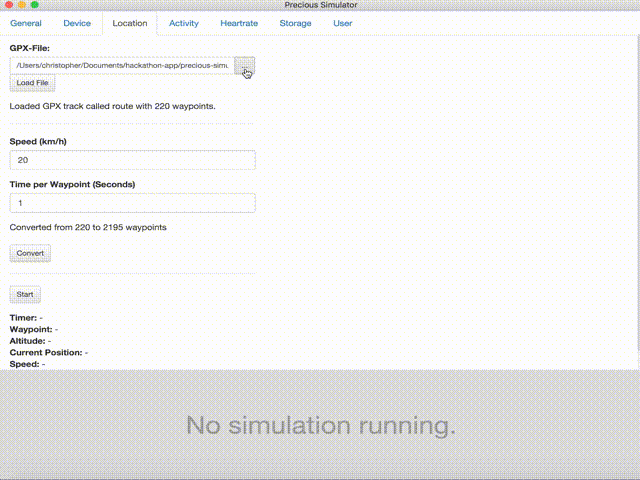 Precious Simulator
General Device Location Activity Heartrate Storage User
GPX-File:
/Users/christopher/Documents/hackathon-app/precious-sim.
Load File
Loaded GPX track called route with 220 waypoints.
Speed (km/h)
20
Time per Waypoint (Seconds)
1
Converted from 220 to 2195 waypoints
Convert
Start
Timer: -
Waypoint: -
Altitude: -
Current Position: -
Speed: -
No simulation running.